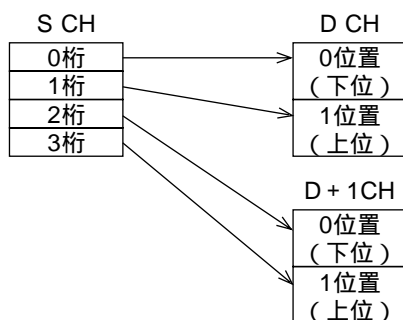 S CH
0桁
1桁
2桁
3桁
D CH
0位置
（下位）
1位置
（上位）
D + 1CH
0位置
（下位）
1位置
（上位）